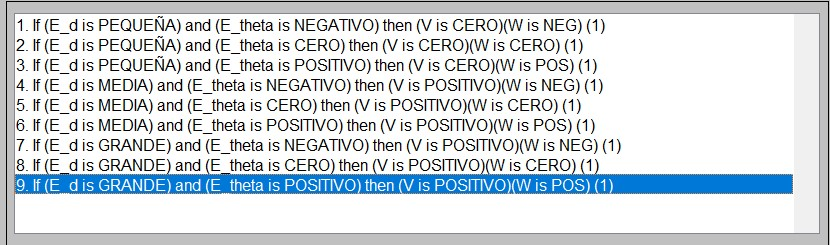 1. If (E_d is PEQUEÑA) and (E_theta is NEGATIVO) then (V is CERO)(W is NEG) (1)
2. If (E_d is PEQUEÑA) and (E_theta is CERO) then (V is CERO)(W is CERO) (1)
3. If (E_d is PEQUEÑA) and (E_theta is POSITIVO) then (V is CERO)(W is POS) (1)
4. If (E_d is MEDIA) and (E_theta is NEGATIVO) then (V is POSITIVO)(W is NEG) (1)
5. If (E_d is MEDIA) and (E_theta is CERO) then (V is POSITIVO)(W is CERO) (1)
6. If (E_d is MEDIA) and (E_theta is POSITIVO) then (V is POSITIVO)(W is POS) (1)
7. If (E_d is GRANDE) and (E_theta is NEGATIVO) then (V is POSITIVO)(W is NEG) (1)
8. If (E_d is GRANDE) and (E_theta is CERO) then (V is POSITIVO)(W is CERO) (1)
9. If (E_d is GRANDE) and (E_theta is POSITIVO) then (V is POSITIVO)(W is POS) (1)